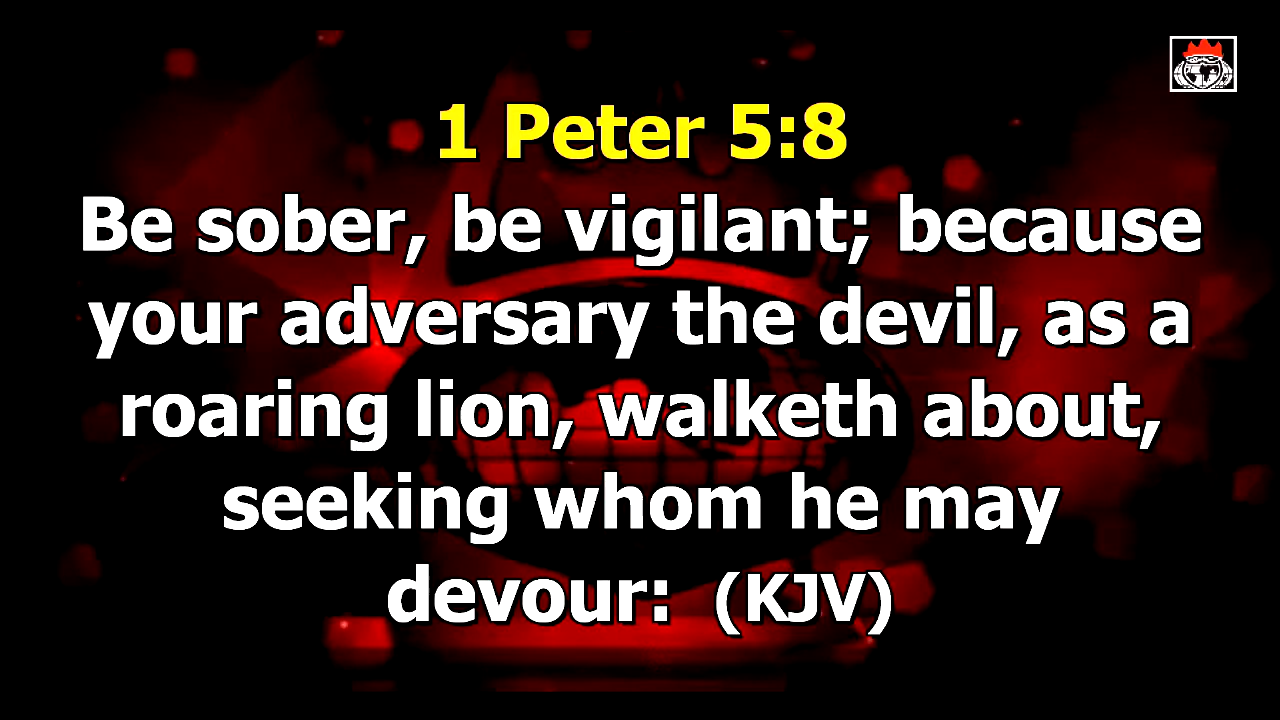 1 Peter 5:8
Be sober, be vigilant; because
your adversary the devil, as a
roaring lion, walketh about,
seeking whom he may
devour: (KJV)